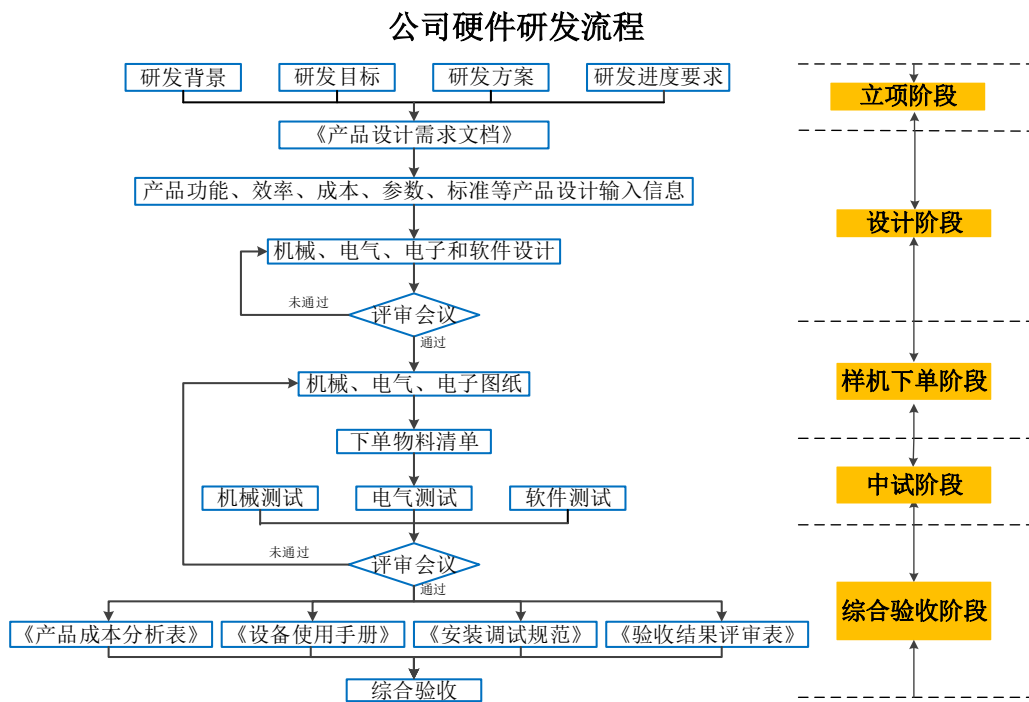 公司硬件研发流程
研发背景
研发目标
研发方案
研发进度要求
立项阶段
《产品设计需求文档》
产品功能、效率、成本、参数、标准等产品设计输入信息
设计阶段
机械、电气、电子和软件设计
未通过
评审会议
通过
机械、电气、电子图纸
样机下单阶段
下单物料清单
机械测试
电气测试
软件测试
中试阶段
未通过
评审会议
通过
综合验收阶段
《产品成本分析表》
《设备使用手册》
《安装调试规范》
《验收结果评审表》
综合验收